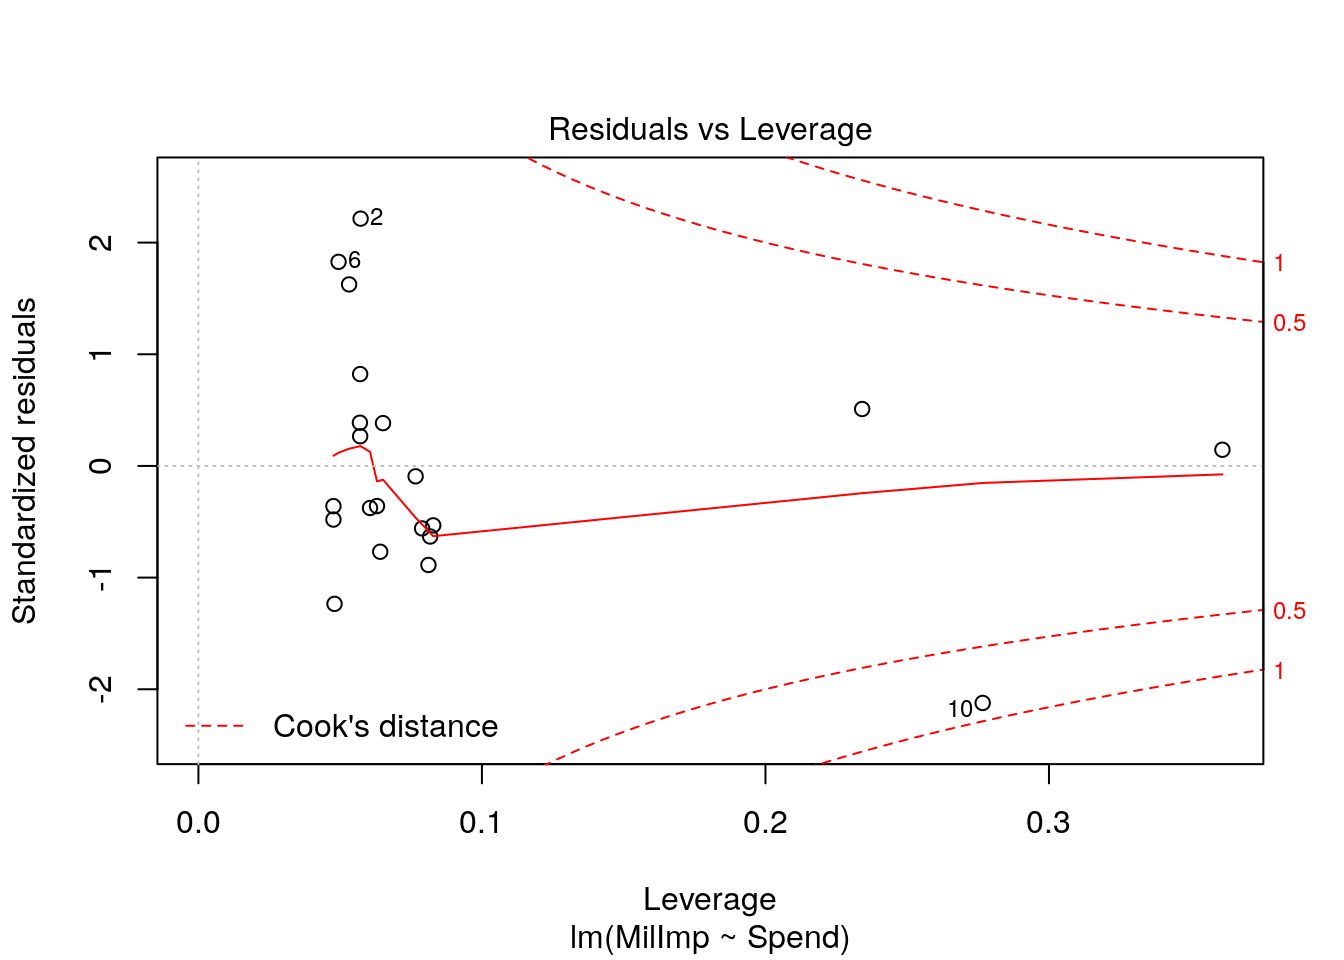 Residuals vs Leverage
Standardized residuals
2
1
0
-1
-2
2
6
10
1
0.5
0.5
1
Cook's distance
0.0 0.1 0.2 0.3
Leverage
lm(MilImp ~ Spend)